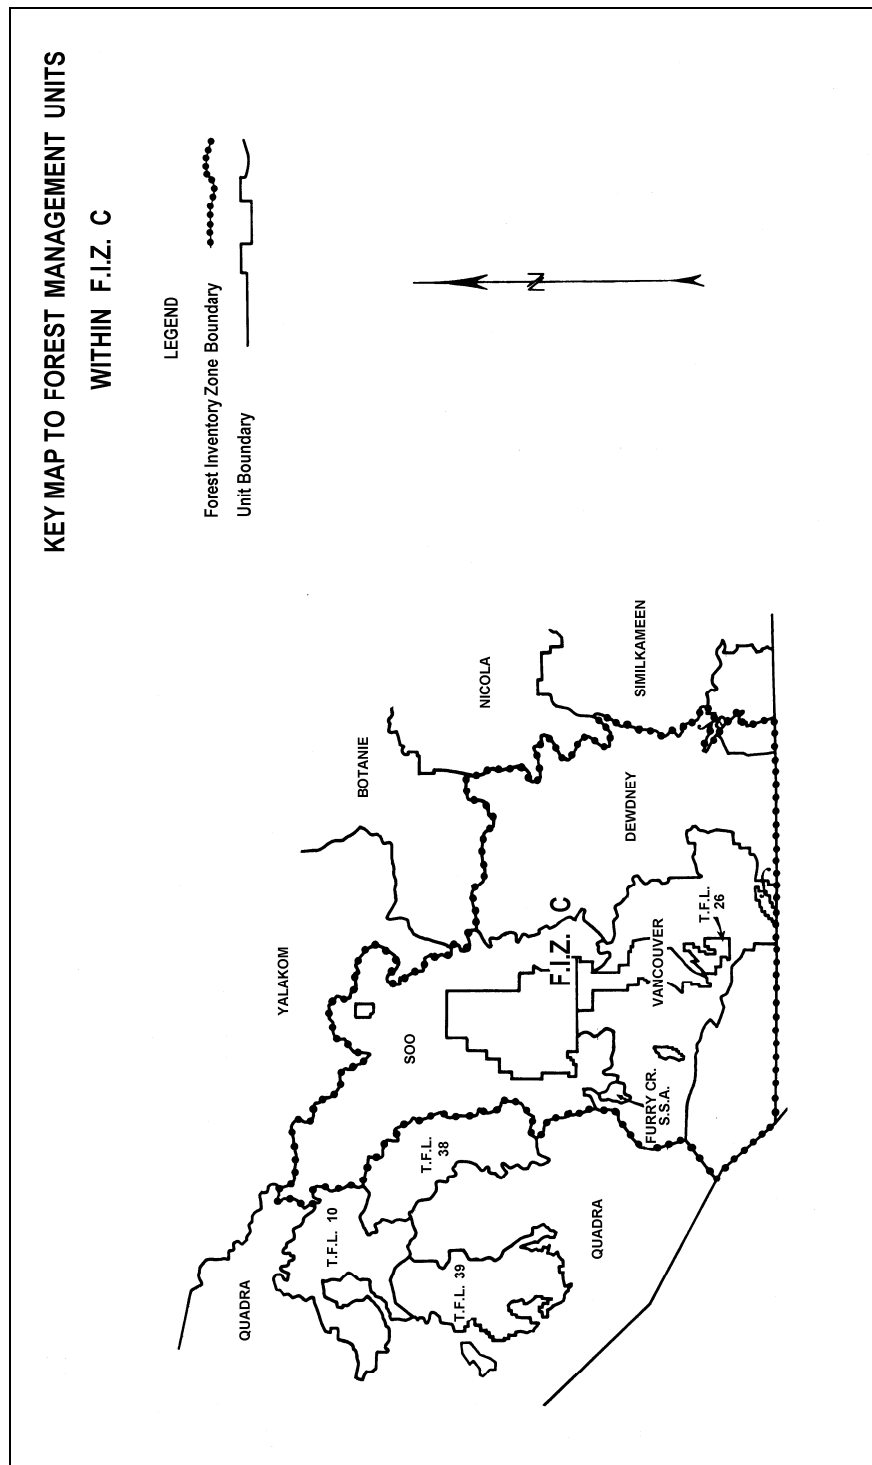 KEY MAP TO FOREST MANAGEMENT UNITS
WITHIN F.I.Z. C
LEGEND
Forest Inventory Zone Boundary
Unit Boundary
N
QUADRA
YALAKOM
BOTANIE
NICOLA
SIMILKAMEEN
T.F.L. 10
T.F.L.
38
SOO
T.F.L. 39
QUADRA
F.I.Z. C
DEWDNEY
FURRY CR.
S.S.A.
VANCOUVER
T.F.L.
26